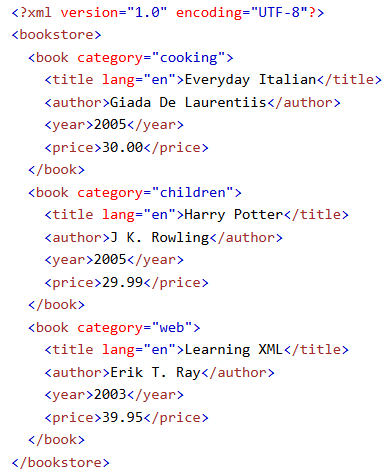 <?xml version="1.0" encoding="UTF-8"?>
<bookstore>
  <book category="cooking">
    <title lang="en">Everyday Italian</title>
    <author>Giada De Laurentiis</author>
    <year>2005</year>
    <price>30.00</price>
  </book>
  <book category="children">
    <title lang="en">Harry Potter</title>
    <author>J K. Rowling</author>
    <year>2005</year>
    <price>29.99</price>
  </book>
  <book category="web">
    <title lang="en">Learning XML</title>
    <author>Erik T. Ray</author>
    <year>2003</year>
    <price>39.95</price>
  </book>
</bookstore>